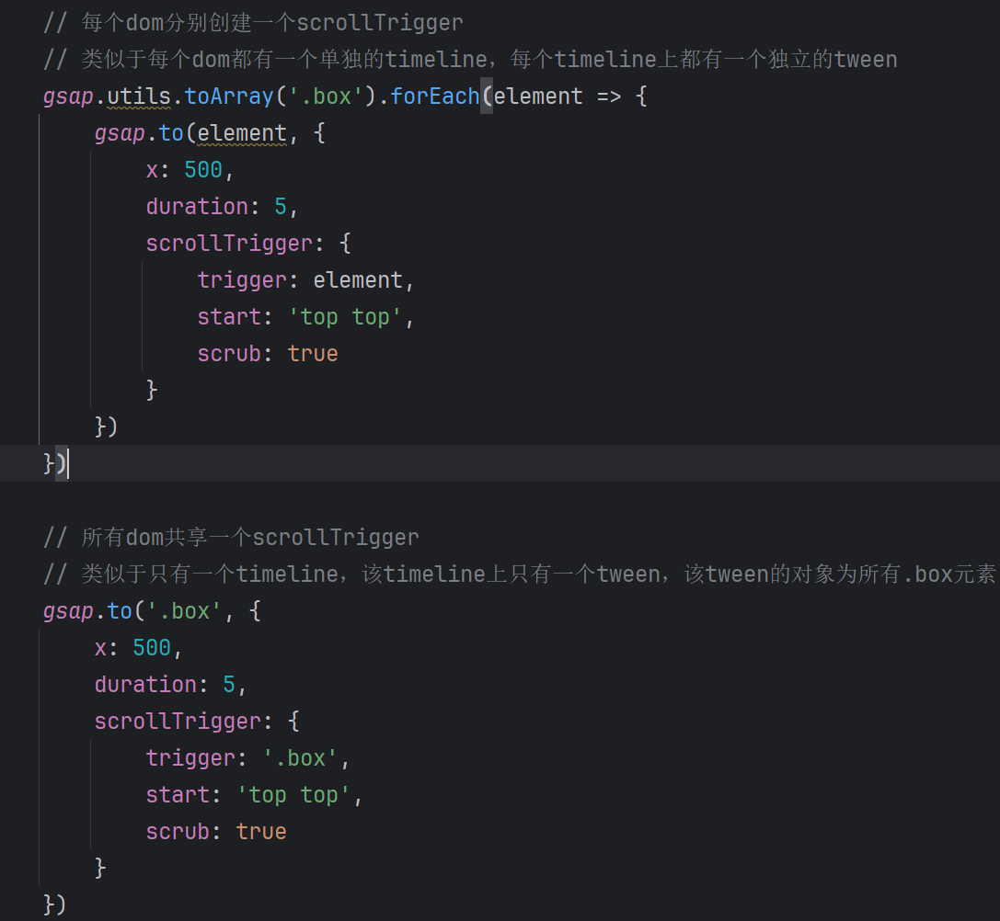 // 每个dom分别创建一个scrollTrigger
// 类似于每个dom都有一个单独的timeline，每个timeline上都有一个独立的tween
gsap.utils.toArray('.box').forEach(element => {
    gsap.to(element, {
        x: 500,
        duration: 5,
        scrollTrigger: {
            trigger: element,
            start: 'top top',
            scrub: true
        }
    })
})

// 所有dom共享一个scrollTrigger
// 类似于只有一个timeline，该timeline上只有一个tween，该tween的对象为所有.box元素
gsap.to('.box', {
    x: 500,
    duration: 5,
    scrollTrigger: {
        trigger: '.box',
        start: 'top top',
        scrub: true
    }
})